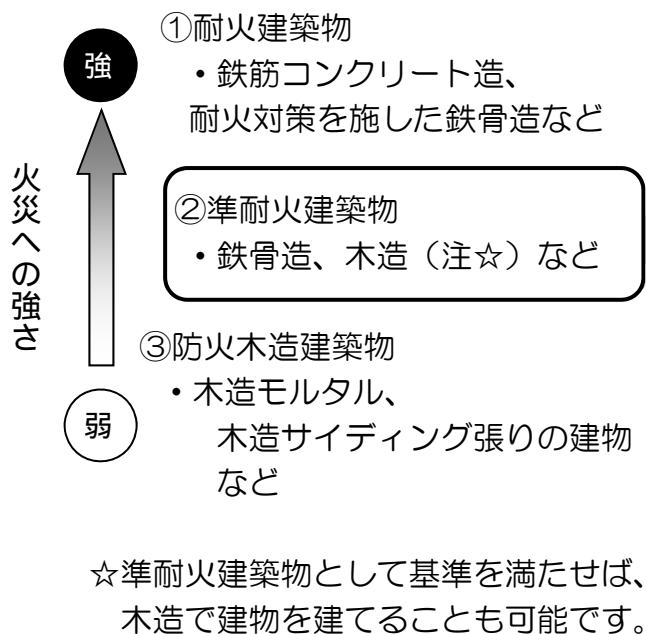 ①耐火建築物
・鉄筋コンクリート造、
耐火対策を施した鉄骨造など
強
火災への強さ
②準耐火建築物
・鉄骨造、木造（注☆）など
③防火木造建築物
・木造モルタル、
木造サイディング張りの建物
など
弱
☆準耐火建築物として基準を満たせば、
木造で建物を建てることも可能です。